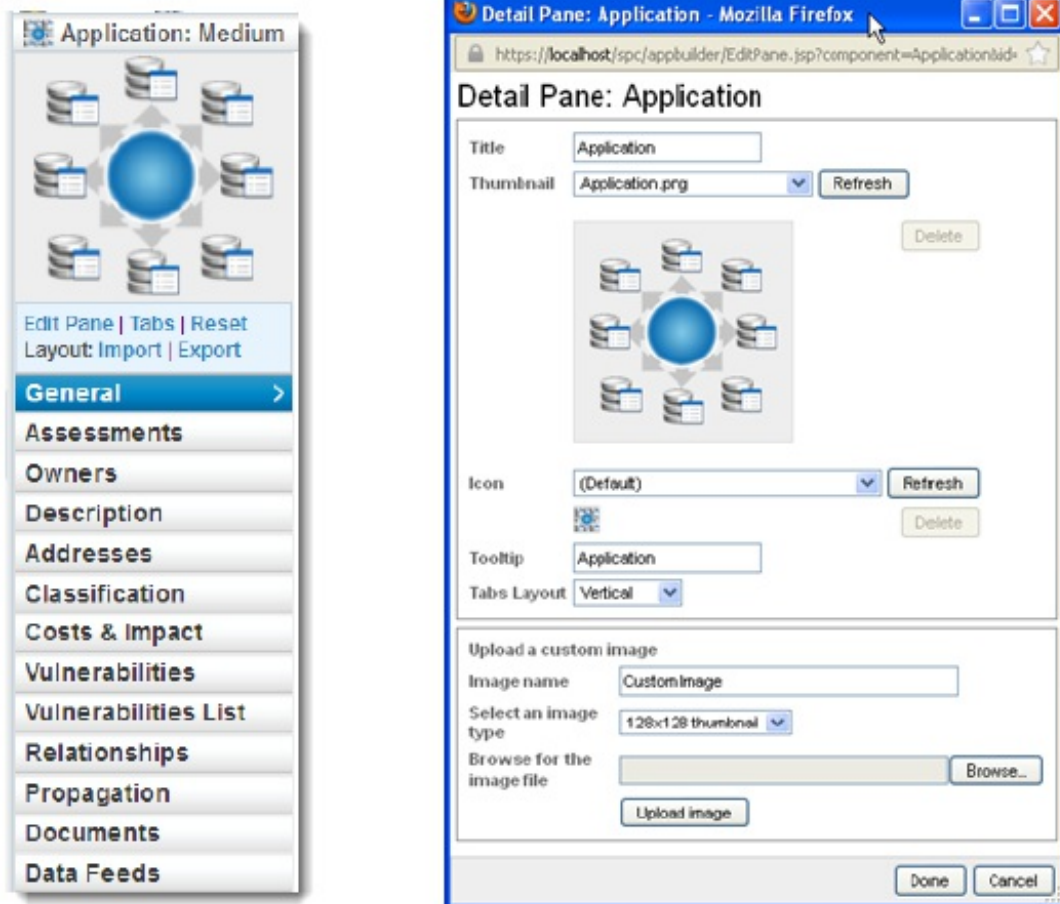 Application: Medium
Edit Pane | Tabs | Reset
Layout: Import | Export
General >
Assessments
Owners
Description
Addresses
Classification
Costs & Impact
Vulnerabilities
Vulnerabilities List
Relationships
Propagation
Documents
Data Feeds
Detail Pane: Application - Mozilla Firefox
https://localhost/spc/appbuilder/EditPane.jsp?component=Application&id=
Detail Pane: Application
Title Application
Thumbnail Application.png Refresh
Delete
Icon (Default) Refresh
Delete
Tooltip Application
Tabs Layout Vertical
Upload a custom image
Image name CustomImage
Select an image
type 128x128 thumbnail
Browse for the
image file Browse...
Upload image
Done Cancel